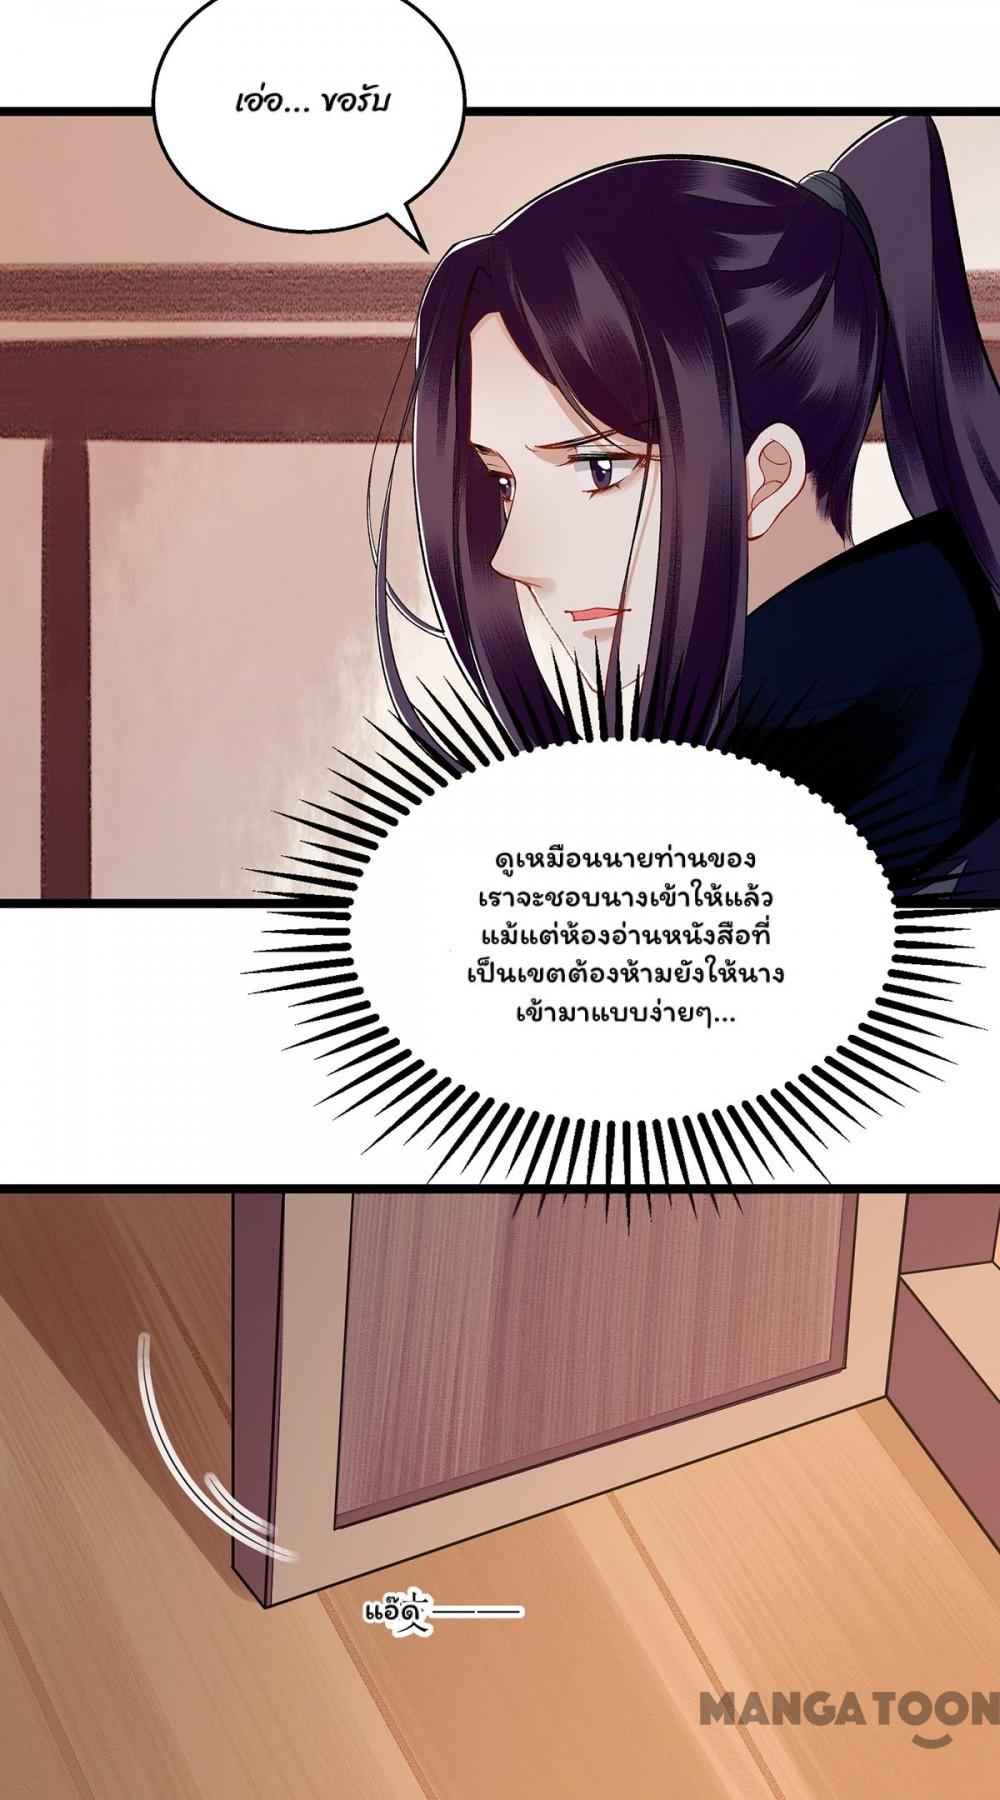 เอ่อ... ขอรับ
ดูเหมือนนายท่านของ
เราจะชอบนางเข้าให้แล้ว
แม้แต่ห้องอ่านหนังสือที่
เป็นเขตต้องห้ามยังให้นาง
เข้ามาแบบง่ายๆ...
แอ๊ด——
MANGATOON